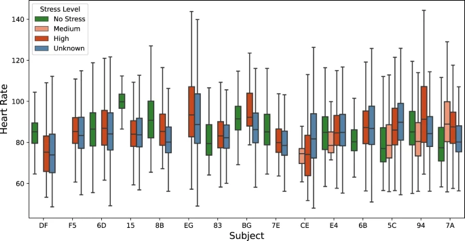 Stress Level
No Stress
Medium
High
Unknown
Heart Rate
140
120
100
80
60
DF F5 6D 15 8B EG 83 BG 7E CE E4 6B 5C 94 7A
Subject